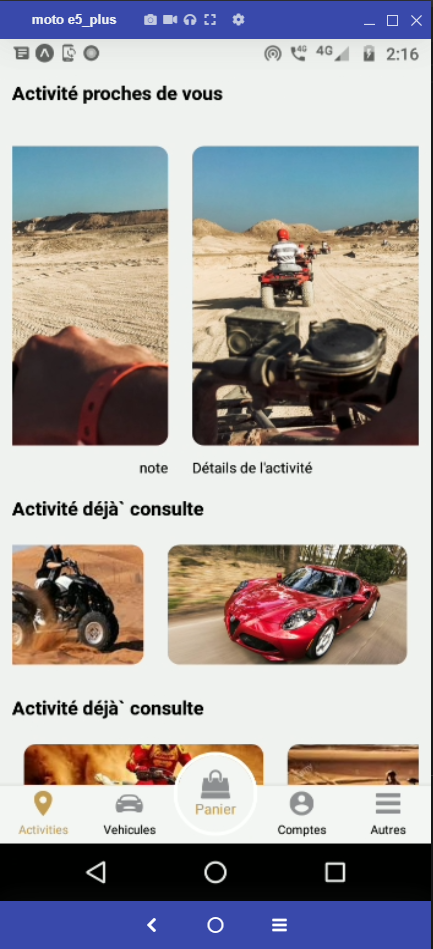 moto e5_plus
4G
4G
2:16
Activité proches de vous
note
Détails de l'activité
Activité déjà` consulte
Activité déjà` consulte
Activities
Vehicules
Panier
Comptes
Autres